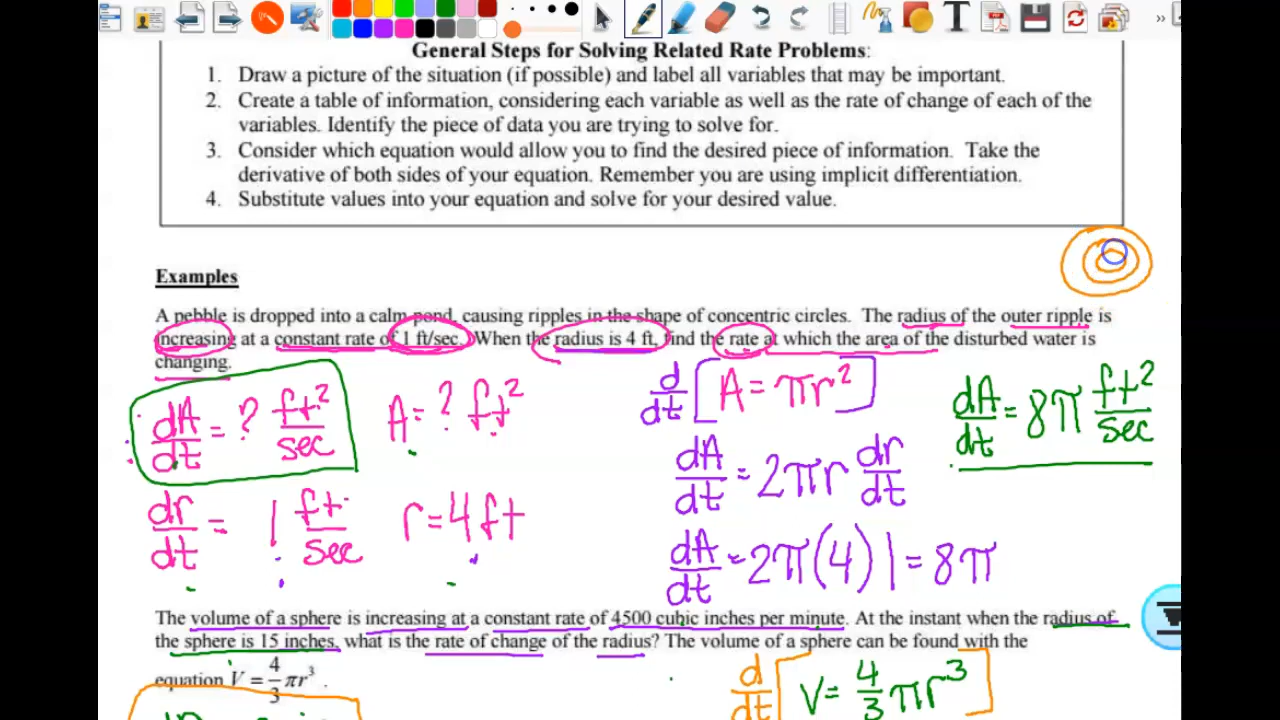 General Steps for Solving Related Rate Problems:
1. Draw a picture of the situation (if possible) and label all variables that may be important.
2. Create a table of information, considering each variable as well as the rate of change of each of the
variables. Identify the piece of data you are trying to solve for.
3. Consider which equation would allow you to find the desired piece of information. Take the
derivative of both sides of your equation. Remember you are using implicit differentiation.
4. Substitute values into your equation and solve for your desired value.
Examples
A pebble is dropped into a calm pond, causing ripples in the shape of concentric circles. The radius of the outer ripple is
increasing at a constant rate of 1 ft/sec. When the radius is 4 ft, find the rate at which the area of the disturbed water is
changing.
dA/dt = ? ft²/sec
A = ? ft²
dr/dt = 1 ft/sec
r = 4 ft
d/dt [A = πr²]
dA/dt = 2πr dr/dt
dA/dt = 2π(4) 1 = 8π
dA/dt = 8π ft²/sec
The volume of a sphere is increasing at a constant rate of 4500 cubic inches per minute. At the instant when the radius of
the sphere is 15 inches, what is the rate of change of the radius? The volume of a sphere can be found with the
equation V = 4/3 πr³ .
d/dt [V = 4/3 πr³]